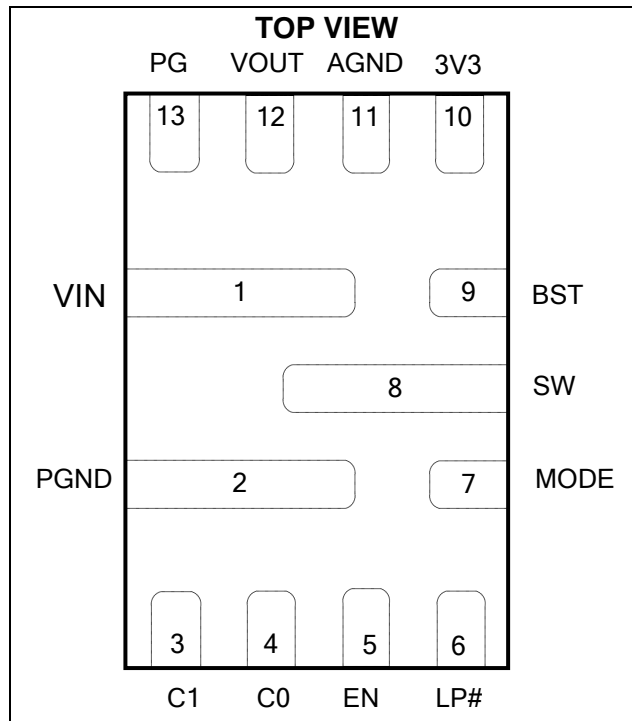 TOP VIEW
PG VOUT AGND 3V3
13 12 11 10
VIN 1 9 BST
8 SW
PGND 2 7 MODE
3 4 5 6
C1 C0 EN LP#